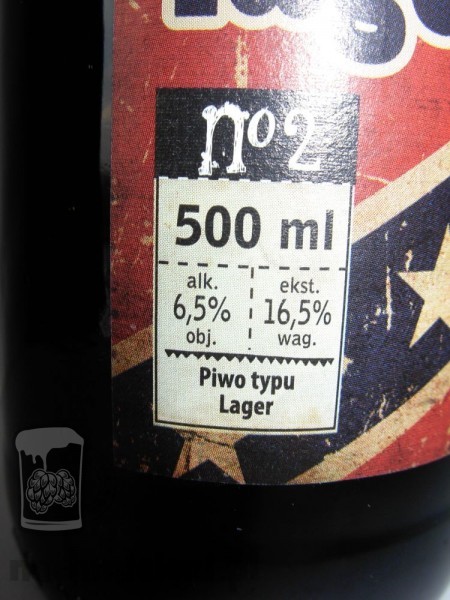 nº2
500 ml
alk. ekst.
6,5% 16,5%
obj. wag.
Piwo typu
Lager